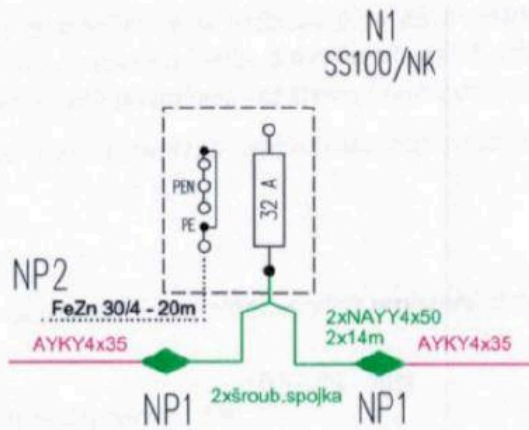 N1
SS100/NK
PEN
PE
32 A
NP2
FeZn 30/4 - 20m
AYKY4x35
2xNAYY4x50
2x14m
AYKY4x35
NP1
2xšroub.spojka
NP1